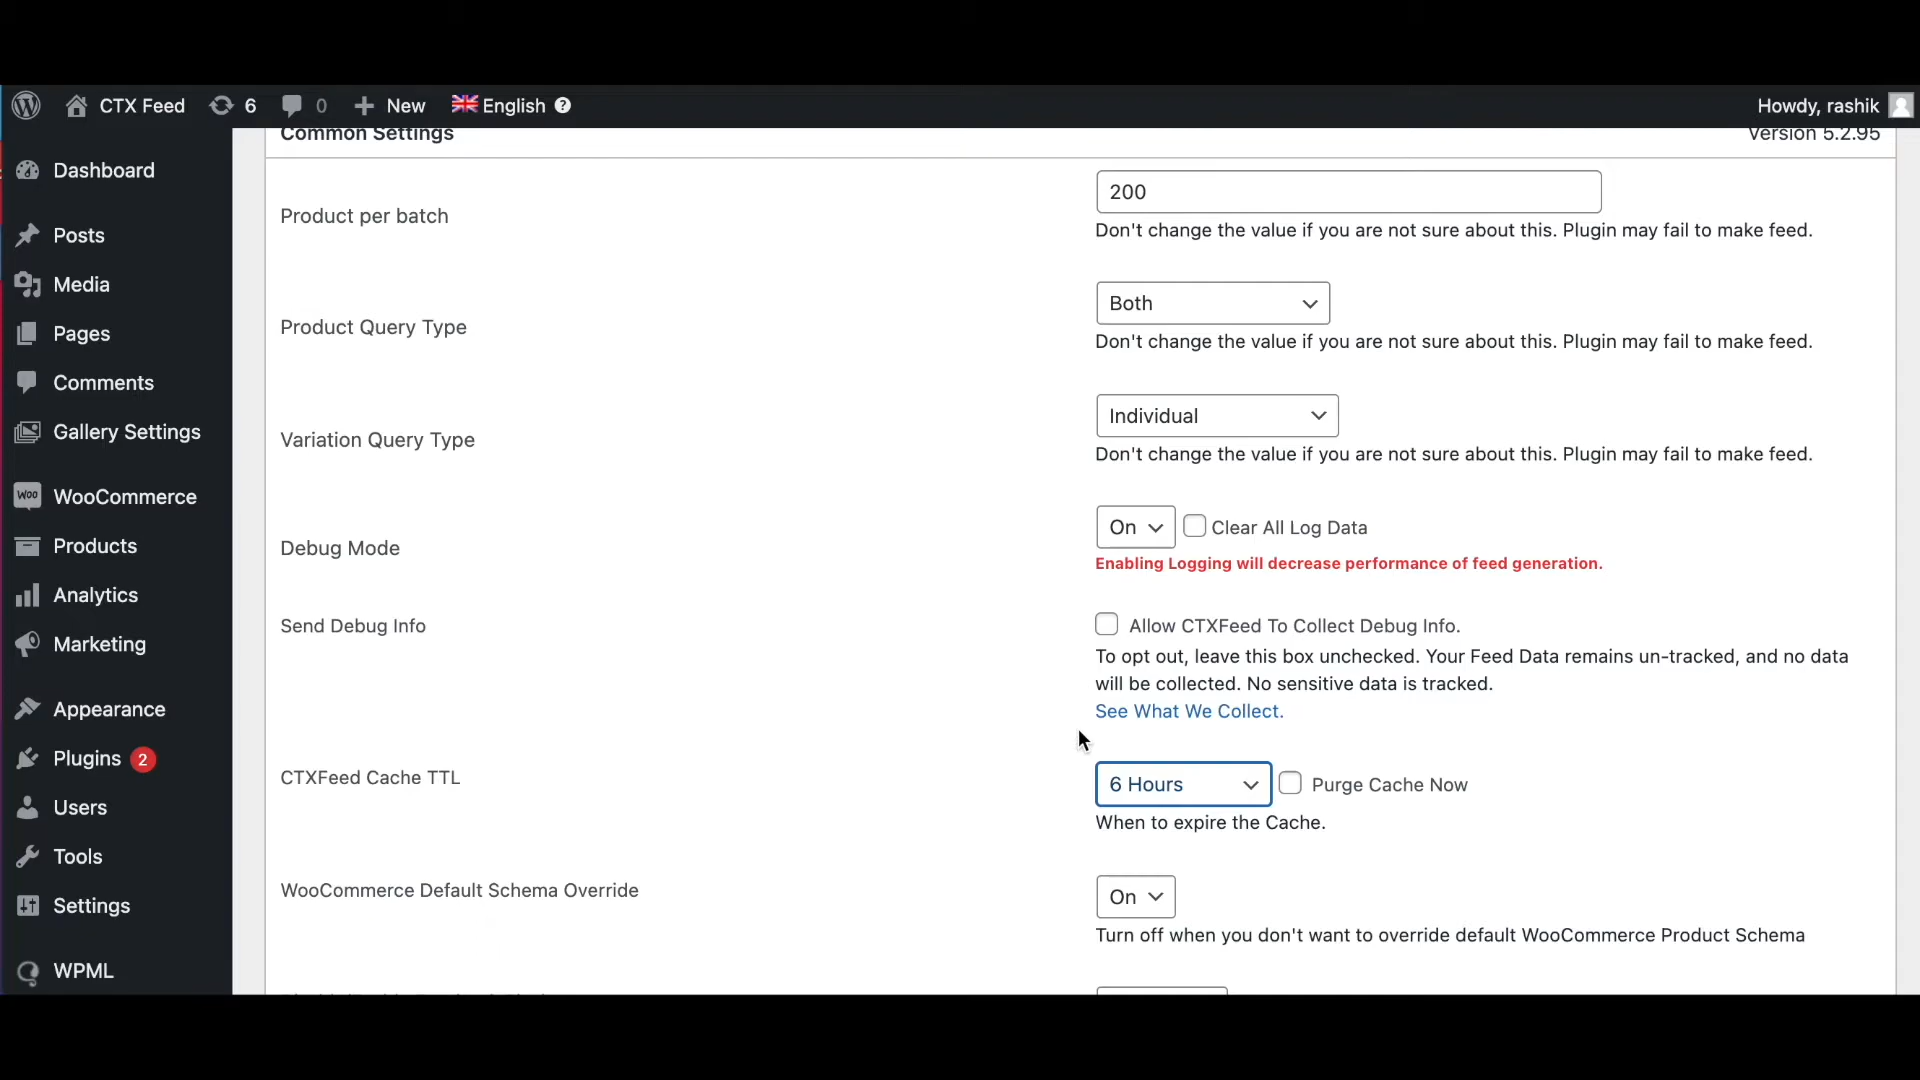 CTX Feed 6 0 New English Howdy, rashik
Common Settings Version 5.2.95
Dashboard
Posts
Media
Pages
Comments
Gallery Settings
Woo WooCommerce
Products
Analytics
Marketing
Appearance
Plugins 2
Users
Tools
Settings
WPML
Product per batch
200
Don't change the value if you are not sure about this. Plugin may fail to make feed.
Product Query Type
Both
Don't change the value if you are not sure about this. Plugin may fail to make feed.
Variation Query Type
Individual
Don't change the value if you are not sure about this. Plugin may fail to make feed.
Debug Mode
On Clear All Log Data
Enabling Logging will decrease performance of feed generation.
Send Debug Info
Allow CTXFeed To Collect Debug Info.
To opt out, leave this box unchecked. Your Feed Data remains un-tracked, and no data
will be collected. No sensitive data is tracked.
See What We Collect.
CTXFeed Cache TTL
6 Hours Purge Cache Now
When to expire the Cache.
WooCommerce Default Schema Override
On
Turn off when you don't want to override default WooCommerce Product Schema